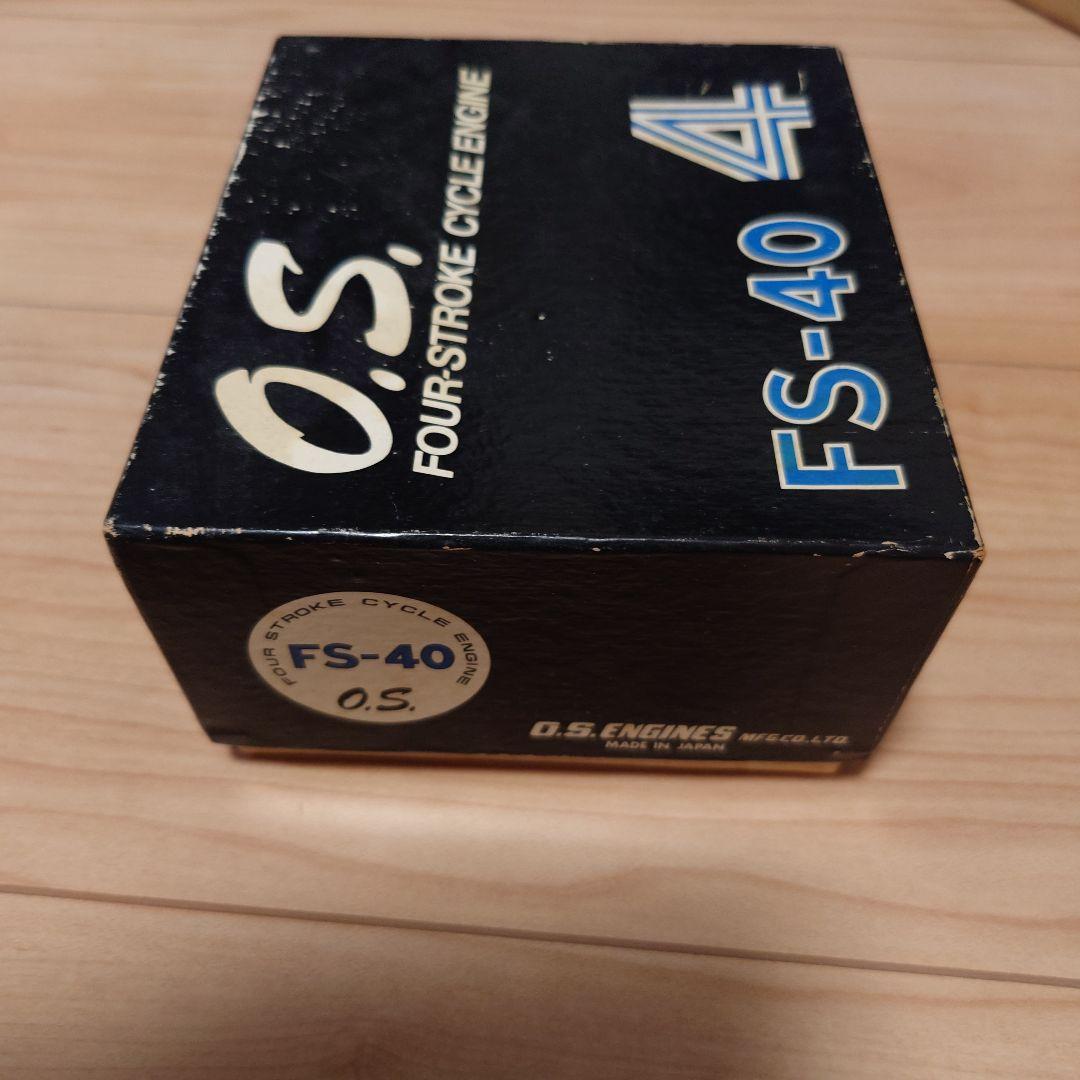 O.S.
FOUR-STROKE CYCLE ENGINE
FS-40 4
FOUR STROKE CYCLE ENGINE
FS-40
O.S.
O.S. ENGINES MFG.CO.,LTD.
MADE IN JAPAN